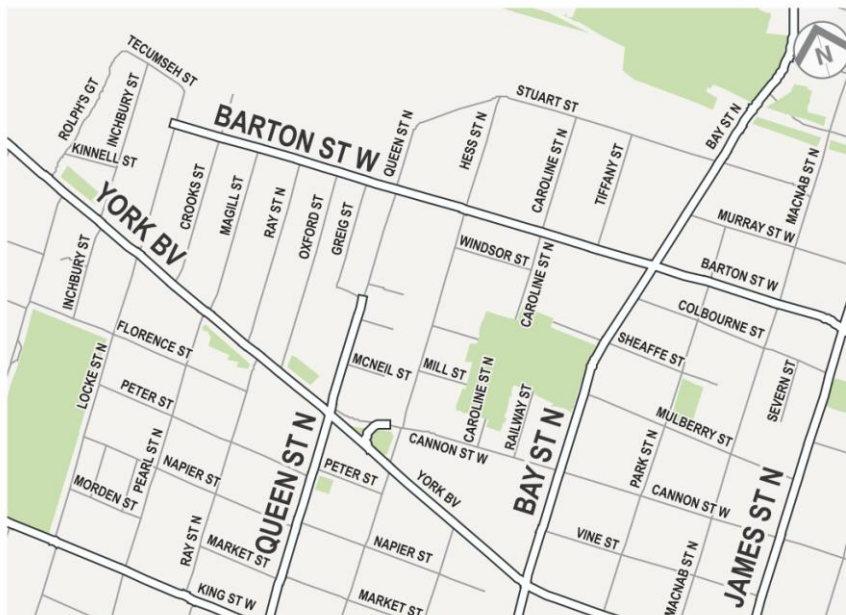 TECUMSEH ST
ROLPH'S GT
INCHBURY ST
KINNELL ST
BARTON ST W
QUEEN ST N
STUART ST
HESS ST N
CAROLINE ST N
TIFFANY ST
BAY ST N
N
MACNAB ST N
YORK BV
CROOKS ST
MAGILL ST
RAY ST N
OXFORD ST
GREIG ST
MURRAY ST W
WINDSOR ST
CAROLINE ST N
BARTON ST W
INCHBURY ST
COLBOURNE ST
FLORENCE ST
LOCKE ST N
MCNEIL ST
MILL ST
SHEAFFE ST
SEVERN ST
PETER ST
CAROLINE ST N
RAILWAY ST
MULBERRY ST
PEARL ST N
QUEEN ST N
CANNON ST W
BAY ST N
PARK ST N
NAPIER ST
PETER ST
YORK BV
MORDEN ST
CANNON ST W
JAMES ST N
RAY ST N
MARKET ST
NAPIER ST
VINE ST
KING ST W
MARKET ST
MACNAB ST N